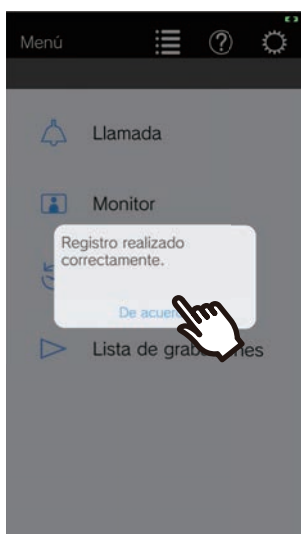 Menú
Llamada
Monitor
Registro realizado
correctamente.
De
Lista de